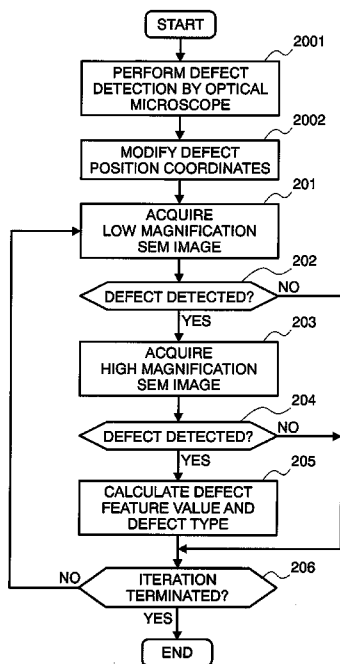 START
2001
PERFORM DEFECT
DETECTION BY OPTICAL
MICROSCOPE
2002
MODIFY DEFECT
POSITION COORDINATES
201
ACQUIRE
LOW MAGNIFICATION
SEM IMAGE
202
DEFECT DETECTED?
NO
YES
203
ACQUIRE
HIGH MAGNIFICATION
SEM IMAGE
204
DEFECT DETECTED?
NO
YES
205
CALCULATE DEFECT
FEATURE VALUE AND
DEFECT TYPE
206
NO
ITERATION
TERMINATED?
YES
END